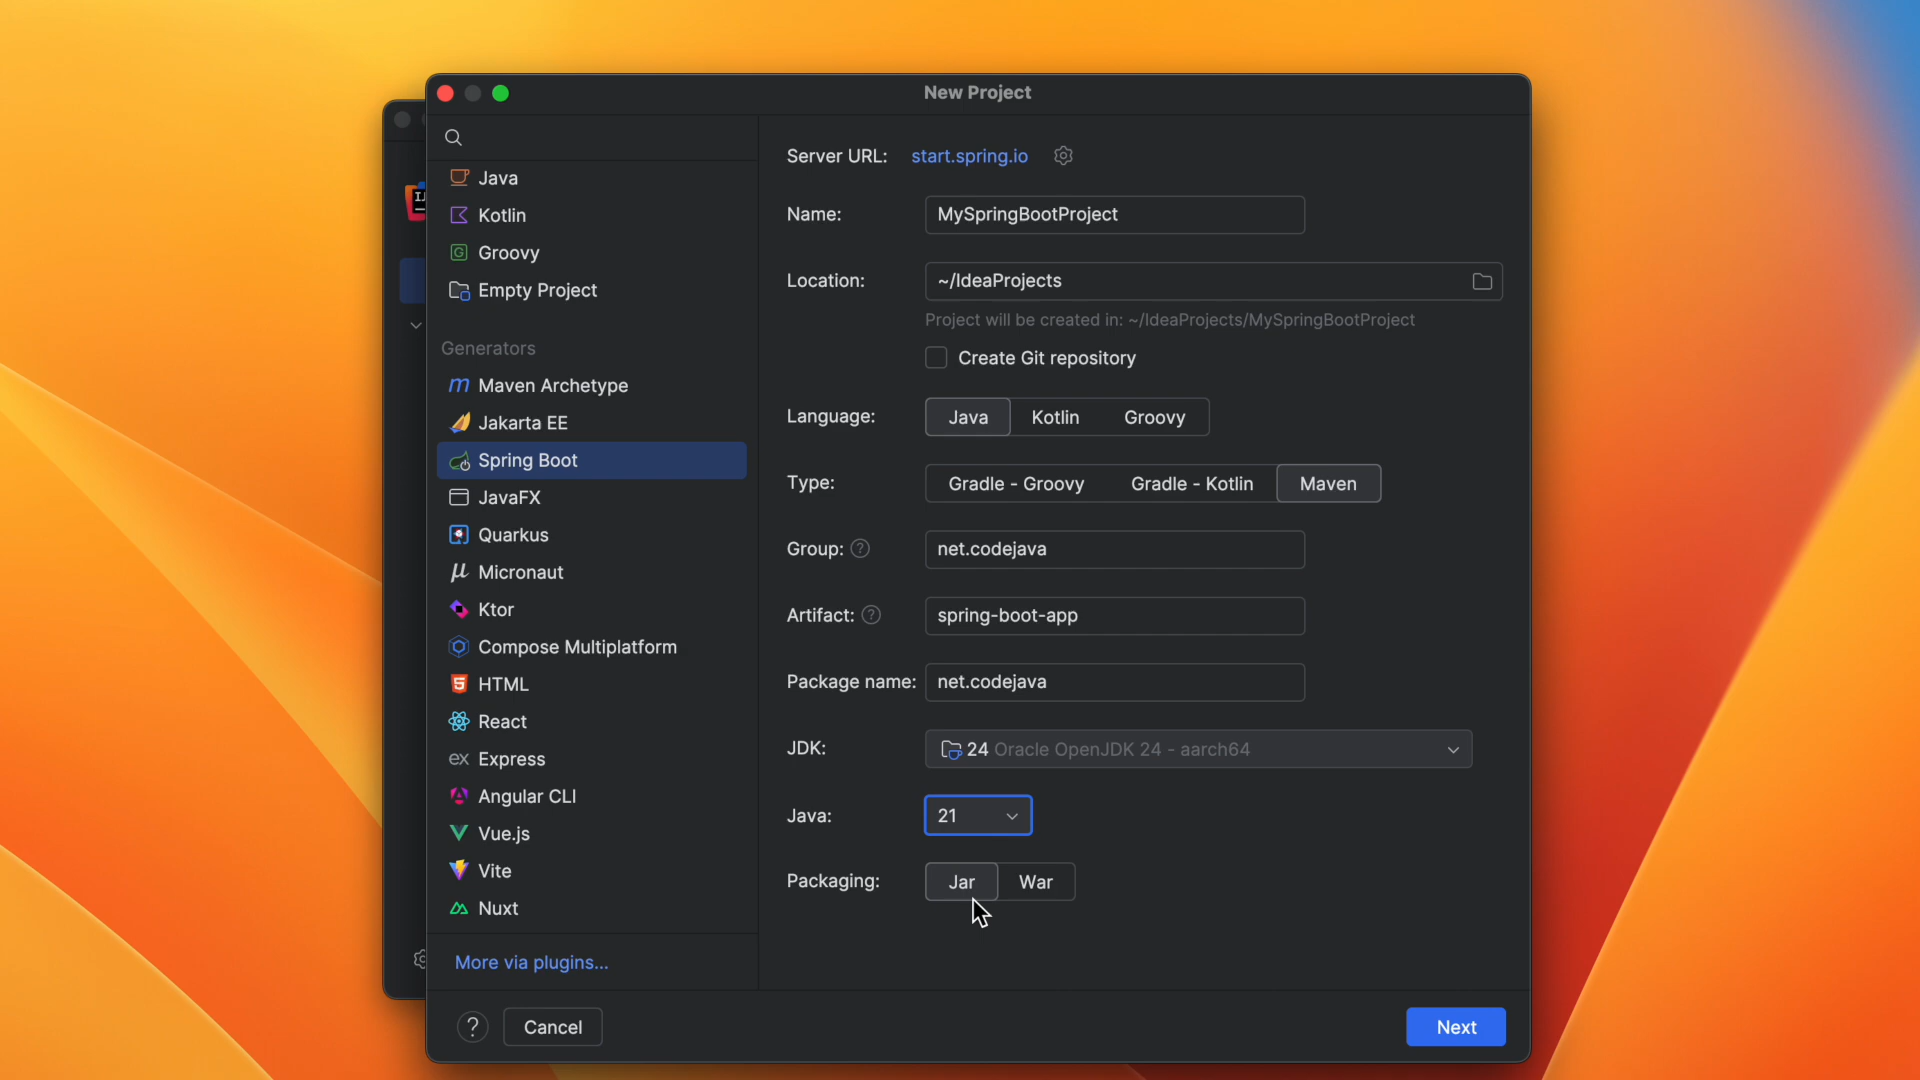 New Project
Java
Kotlin
Groovy
Empty Project
Generators
Maven Archetype
Jakarta EE
Spring Boot
JavaFX
Quarkus
Micronaut
Ktor
Compose Multiplatform
HTML
React
Express
Angular CLI
Vue.js
Vite
Nuxt
More via plugins...
Server URL: start.spring.io
Name: MySpringBootProject
Location: ~/IdeaProjects
Project will be created in: ~/IdeaProjects/MySpringBootProject
Create Git repository
Language: Java Kotlin Groovy
Type: Gradle - Groovy Gradle - Kotlin Maven
Group: ? net.codejava
Artifact: ? spring-boot-app
Package name: net.codejava
JDK: 24 Oracle OpenJDK 24 - aarch64
Java: 21
Packaging: Jar War
? Cancel Next